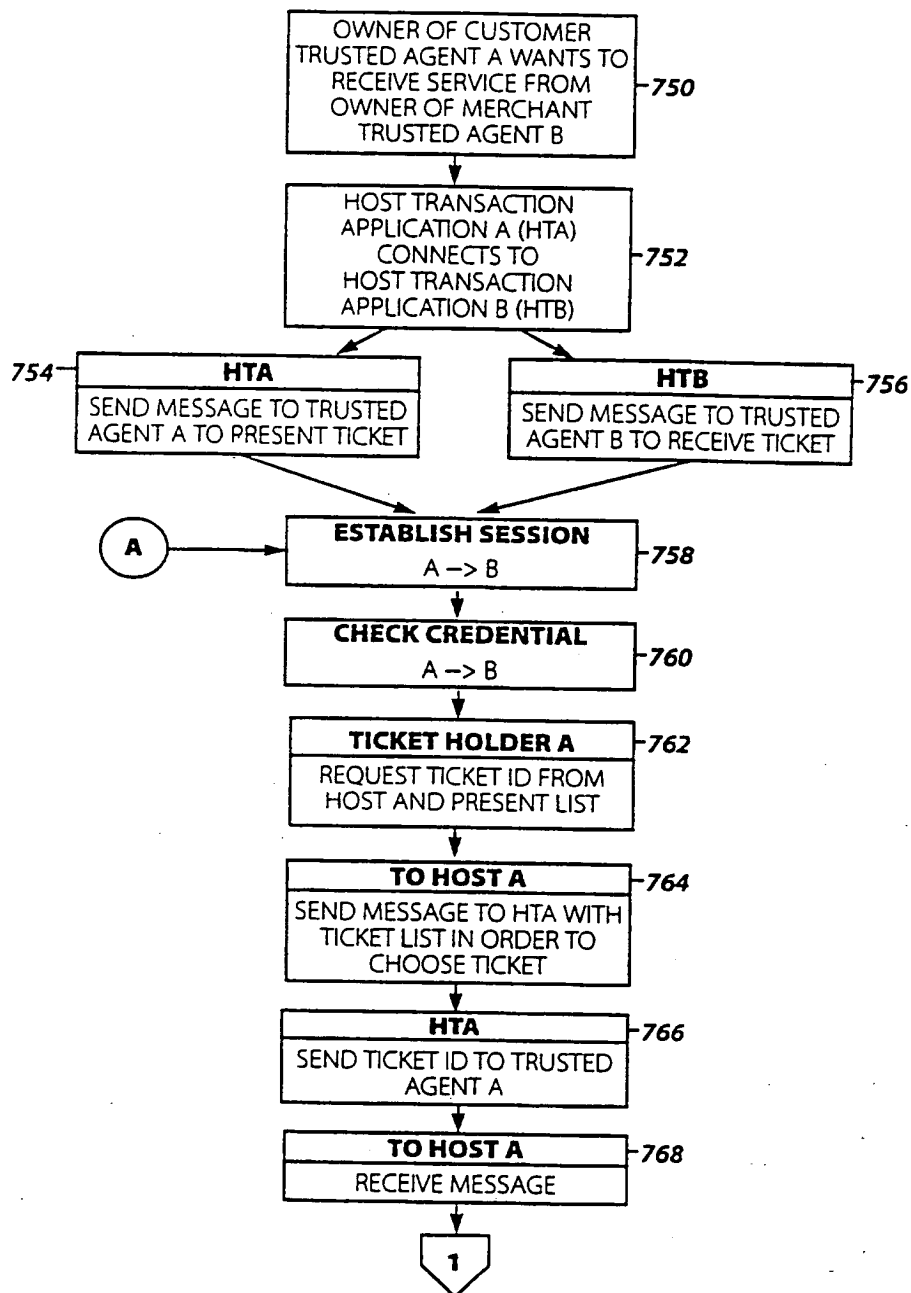 OWNER OF CUSTOMER
TRUSTED AGENT A WANTS TO
RECEIVE SERVICE FROM
OWNER OF MERCHANT
TRUSTED AGENT B
750
HOST TRANSACTION
APPLICATION A (HTA)
CONNECTS TO
HOST TRANSACTION
APPLICATION B (HTB)
752
754
HTA
SEND MESSAGE TO TRUSTED
AGENT A TO PRESENT TICKET
HTB
756
SEND MESSAGE TO TRUSTED
AGENT B TO RECEIVE TICKET
A
ESTABLISH SESSION
A –> B
758
CHECK CREDENTIAL
A –> B
760
TICKET HOLDER A
762
REQUEST TICKET ID FROM
HOST AND PRESENT LIST
TO HOST A
764
SEND MESSAGE TO HTA WITH
TICKET LIST IN ORDER TO
CHOOSE TICKET
HTA
766
SEND TICKET ID TO TRUSTED
AGENT A
TO HOST A
768
RECEIVE MESSAGE
1